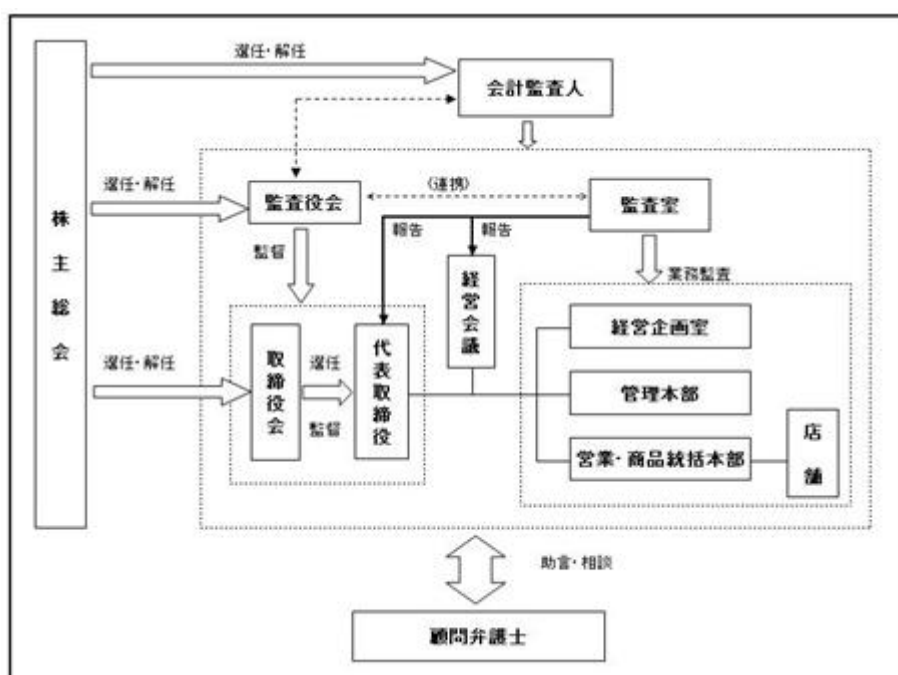 選任・解任
会計監査人
選任・解任
監査役会
(連携)
監査室
株主総会
監督
報告
報告
業務監査
経営会議
経営企画室
選任・解任
取締役会
選任
監督
代表取締役
管理本部
営業・商品統括本部
店舗
助言・相談
顧問弁護士